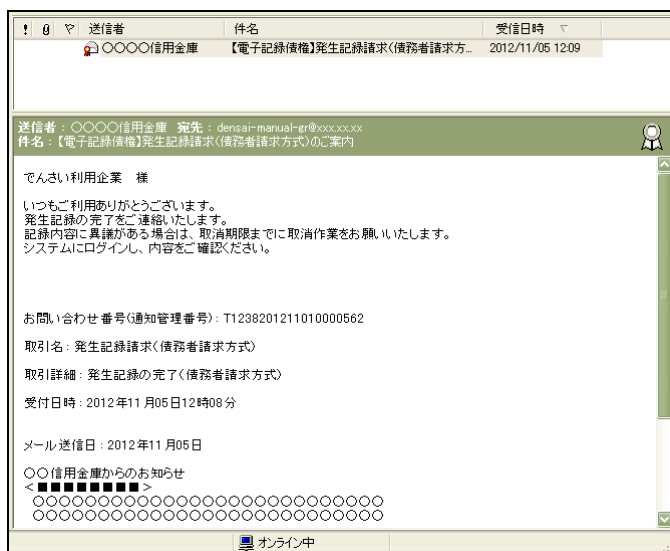 送信者 件名 受信日時
〇〇〇〇信用金庫 【電子記録債権】発生記録請求(債務者請求方... 2012/11/05 12:09
送信者：〇〇〇〇信用金庫 宛先：densai-manual-gr@xxx.xx.xx
件名：【電子記録債権】発生記録請求(債務者請求方式)のご案内
でんさい利用企業　様
いつもご利用ありがとうございます。
発生記録の完了をご連絡いたします。
記録内容に異議がある場合は、取消期限までに取消作業をお願いいたします。
システムにログインし、内容をご確認ください。
お問い合わせ番号(通知管理番号)：T1238201211010000562
取引名：発生記録請求(債務者請求方式)
取引詳細：発生記録の完了(債務者請求方式)
受付日時：2012年11月05日12時08分
メール送信日：2012年11月05日
〇〇信用金庫からのお知らせ
＜■■■■■■■■＞
〇〇〇〇〇〇〇〇〇〇〇〇〇〇〇〇〇〇〇〇〇〇〇〇〇〇〇
〇〇〇〇〇〇〇〇〇〇〇〇〇〇〇〇〇〇〇〇〇〇〇〇〇〇〇
オンライン中